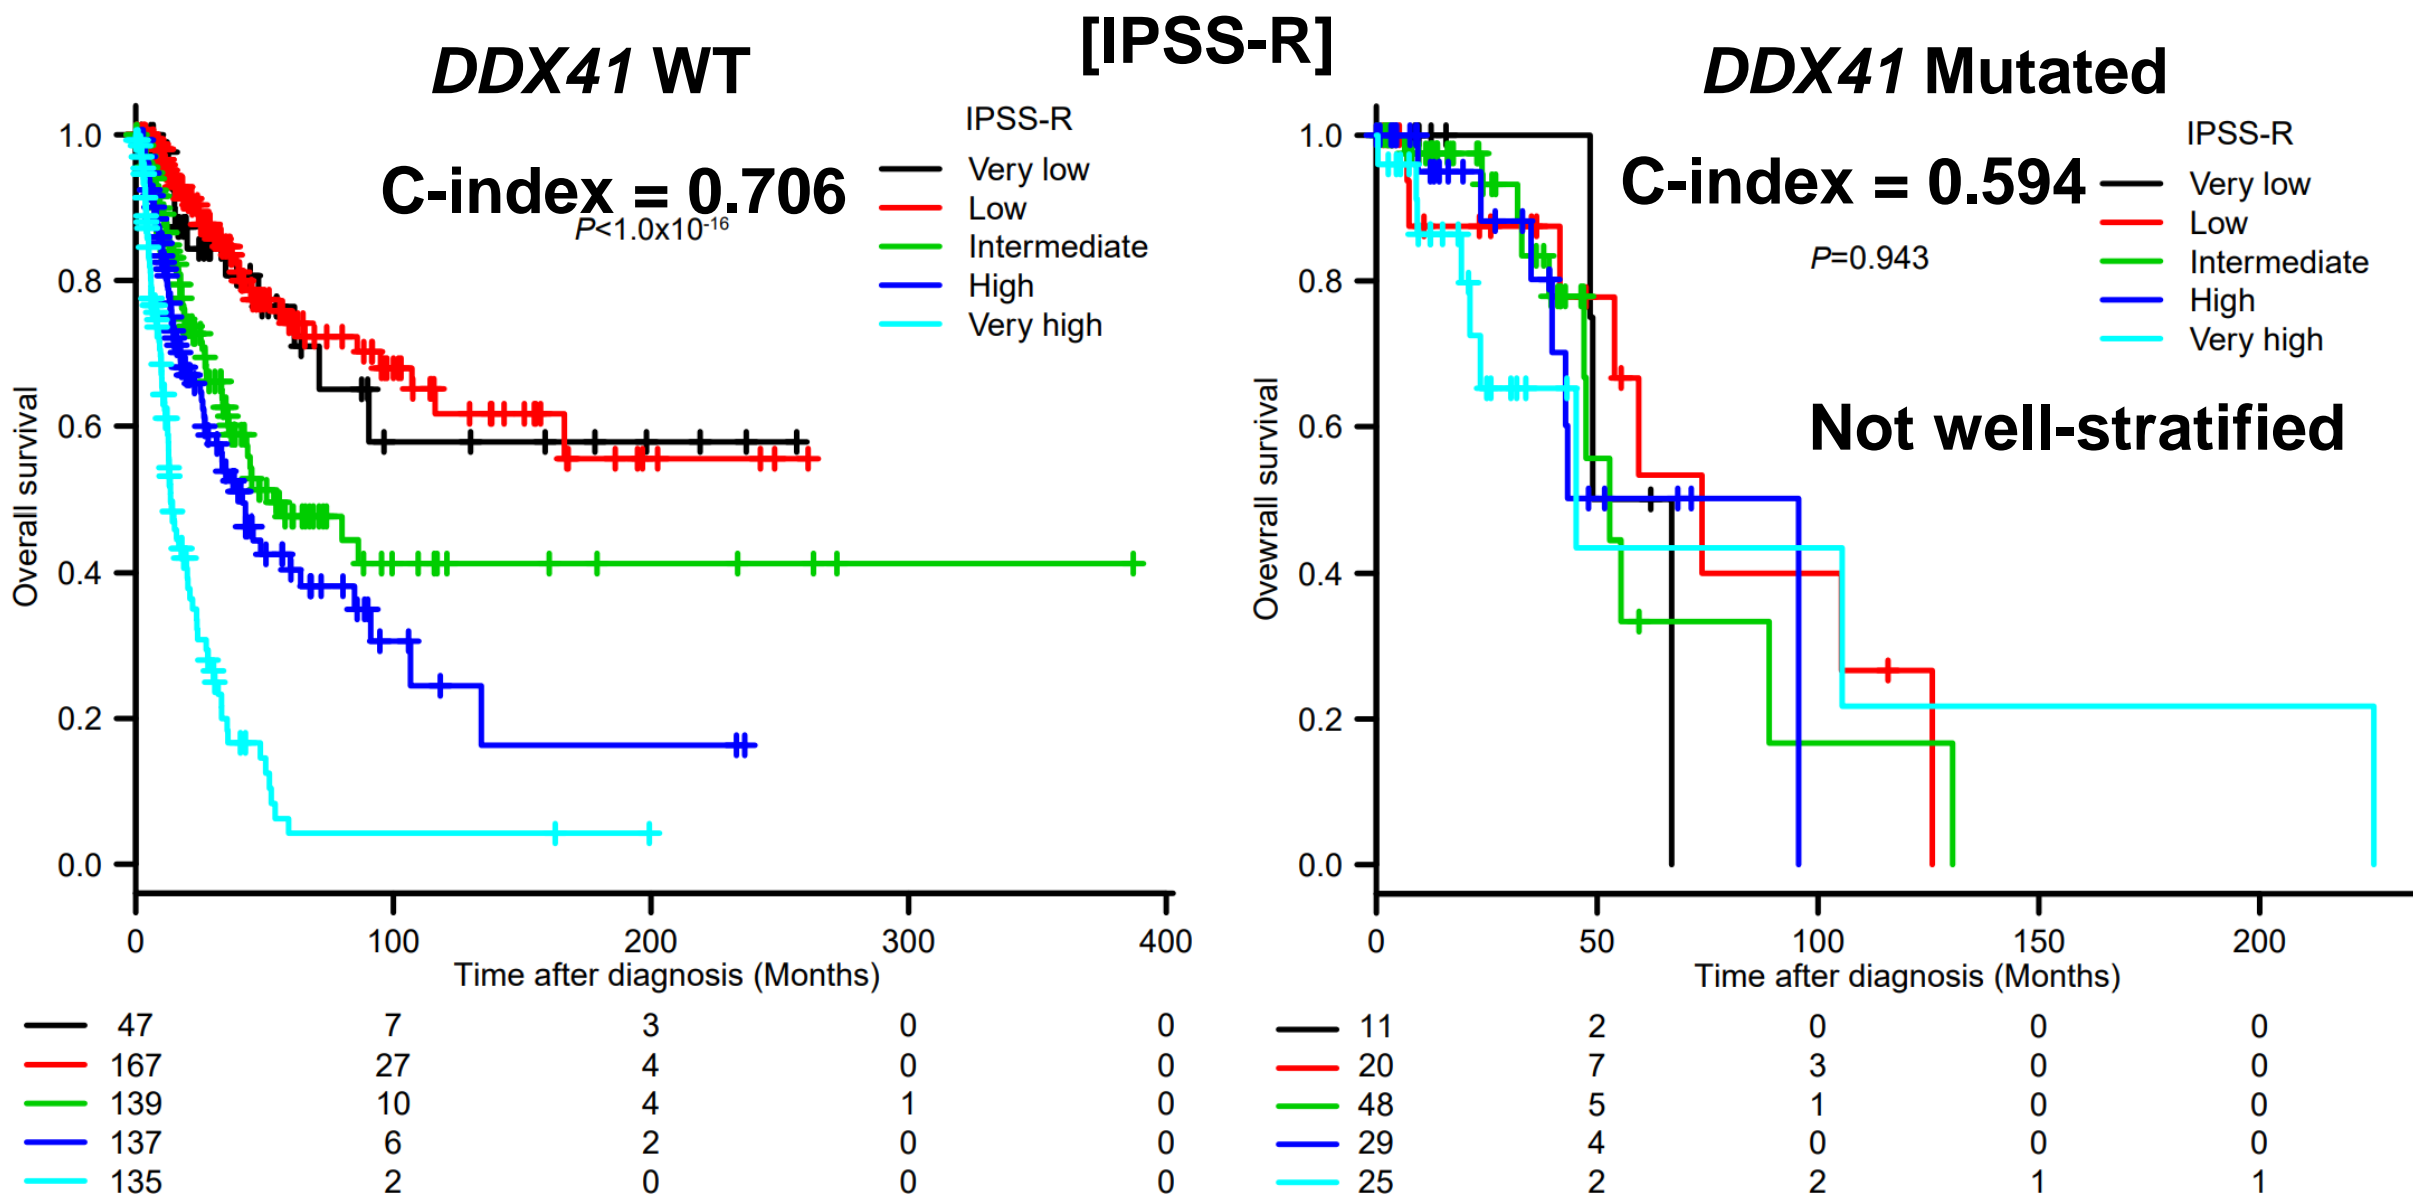 [IPSS-R]
DDX41 WT
C-index = 0.706
P<1.0x10-16
IPSS-R
Very low
Low
Intermediate
High
Very high
Overall survival
1.0
0.8
0.6
0.4
0.2
0.0
0 100 200 300 400
Time after diagnosis (Months)
47 7 3 0 0
167 27 4 0 0
139 10 4 1 0
137 6 2 0 0
135 2 0 0 0
DDX41 Mutated
C-index = 0.594
P=0.943
IPSS-R
Very low
Low
Intermediate
High
Very high
Not well-stratified
Ovewrall survival
1.0
0.8
0.6
0.4
0.2
0.0
0 50 100 150 200
Time after diagnosis (Months)
11 2 0 0 0
20 7 3 0 0
48 5 1 0 0
29 4 0 0 0
25 2 2 1 1